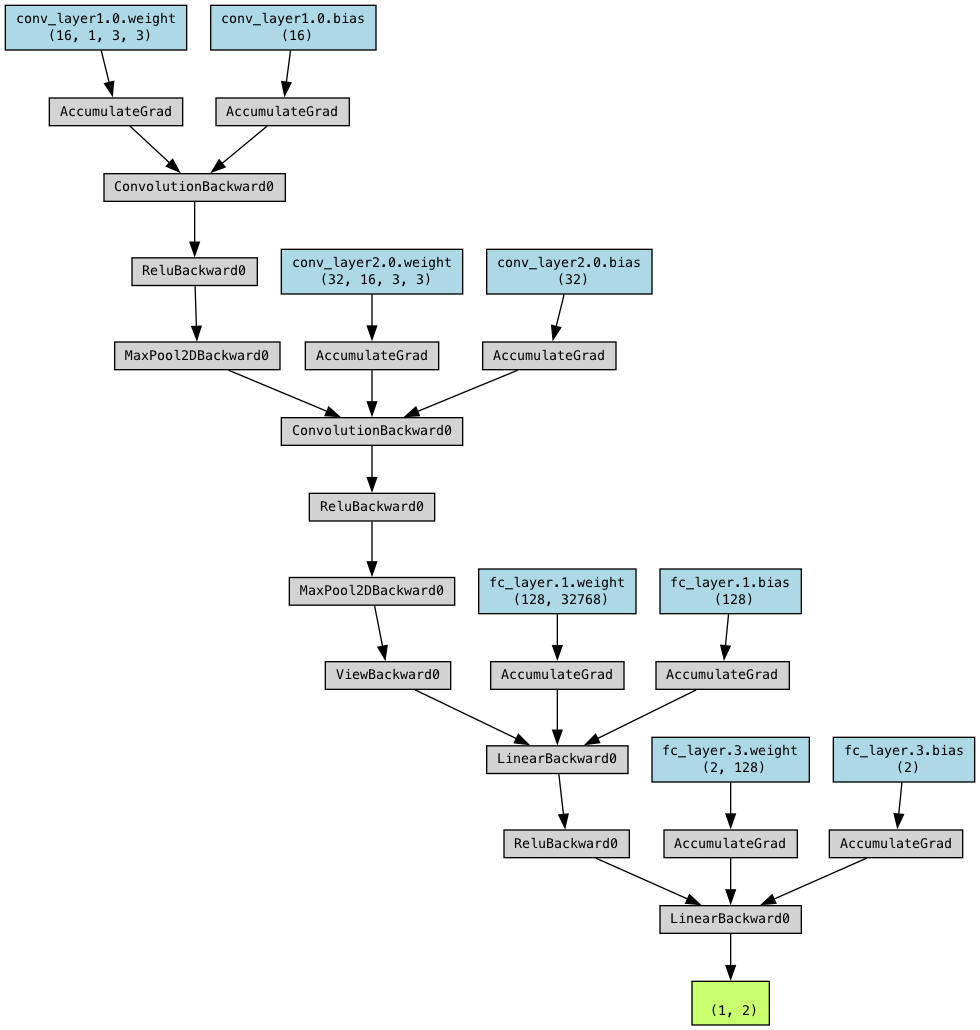 conv_layer1.0.weight
(16, 1, 3, 3)
conv_layer1.0.bias
(16)
AccumulateGrad
AccumulateGrad
ConvolutionBackward0
ReluBackward0
conv_layer2.0.weight
(32, 16, 3, 3)
conv_layer2.0.bias
(32)
MaxPool2DBackward0
AccumulateGrad
AccumulateGrad
ConvolutionBackward0
ReluBackward0
MaxPool2DBackward0
fc_layer.1.weight
(128, 32768)
fc_layer.1.bias
(128)
ViewBackward0
AccumulateGrad
AccumulateGrad
LinearBackward0
fc_layer.3.weight
(2, 128)
fc_layer.3.bias
(2)
ReluBackward0
AccumulateGrad
AccumulateGrad
LinearBackward0
(1, 2)